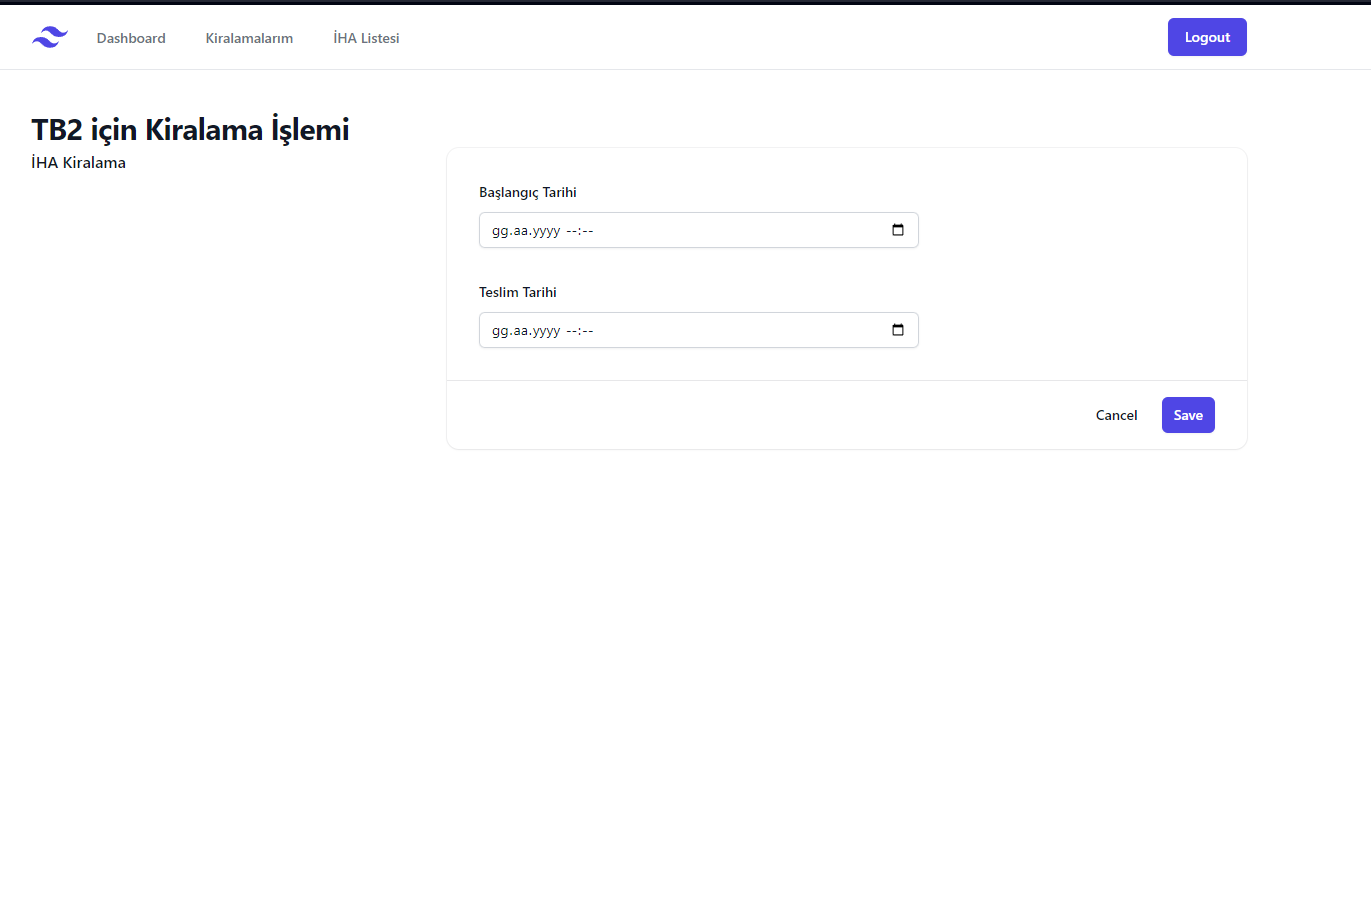 Dashboard Kiralamalarım İHA Listesi Logout
TB2 için Kiralama İşlemi
İHA Kiralama
Başlangıç Tarihi
gg.aa.yyyy --:--
Teslim Tarihi
gg.aa.yyyy --:--
Cancel Save